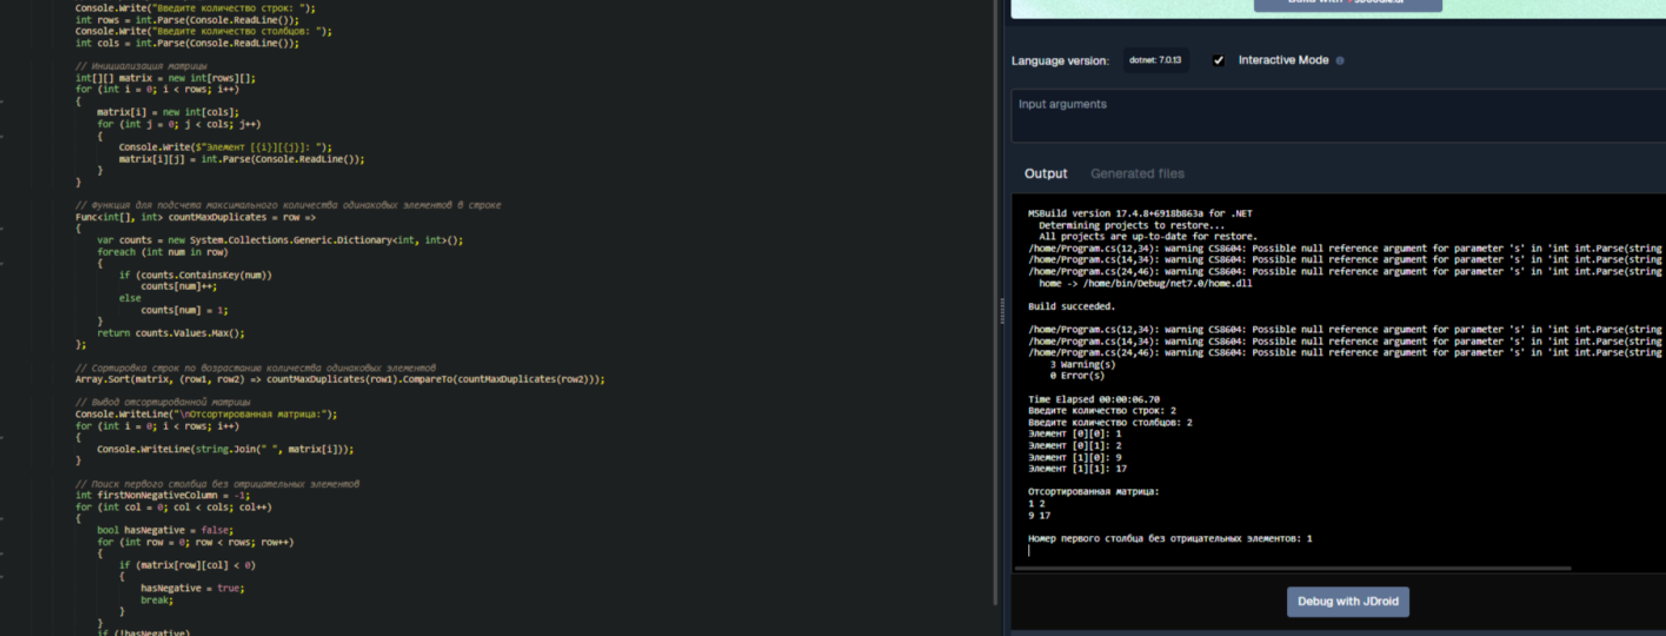 Console.Write("Введите количество строк: ");
int rows = int.Parse(Console.ReadLine());
Console.Write("Введите количество столбцов: ");
int cols = int.Parse(Console.ReadLine());
// Инициализация матрицы
int[][] matrix = new int[rows][];
for (int i = 0; i < rows; i++)
{
matrix[i] = new int[cols];
for (int j = 0; j < cols; j++)
{
Console.Write($"Элемент [{i}][{j}]: ");
matrix[i][j] = int.Parse(Console.ReadLine());
}
}
// Функция для подсчета максимального количества одинаковых элементов в строке
Func<int[], int> countMaxDuplicates = row =>
{
var counts = new System.Collections.Generic.Dictionary<int, int>();
foreach (int num in row)
{
if (counts.ContainsKey(num))
counts[num]++;
else
counts[num] = 1;
}
return counts.Values.Max();
};
// Сортировка строк по возрастанию количества одинаковых элементов
Array.Sort(matrix, (row1, row2) => countMaxDuplicates(row1).CompareTo(countMaxDuplicates(row2)));
// Вывод отсортированной матрицы
Console.WriteLine("\nОтсортированная матрица:");
for (int i = 0; i < rows; i++)
{
Console.WriteLine(string.Join(" ", matrix[i]));
}
// Поиск первого столбца без отрицательных элементов
int firstNonNegativeColumn = -1;
for (int col = 0; col < cols; col++)
{
bool hasNegative = false;
for (int row = 0; row < rows; row++)
{
if (matrix[row][col] < 0)
{
hasNegative = true;
break;
}
}
if (!hasNegative)
Language version: dotnet: 7.0.13 Interactive Mode
Input arguments
Output Generated files
MSBuild version 17.4.8+6918b863a for .NET
Determining projects to restore...
All projects are up-to-date for restore.
/home/Program.cs(12,34): warning CS8604: Possible null reference argument for parameter 's' in 'int int.Parse(string
/home/Program.cs(14,34): warning CS8604: Possible null reference argument for parameter 's' in 'int int.Parse(string
/home/Program.cs(24,46): warning CS8604: Possible null reference argument for parameter 's' in 'int int.Parse(string
home -> /home/bin/Debug/net7.0/home.dll
Build succeeded.
/home/Program.cs(12,34): warning CS8604: Possible null reference argument for parameter 's' in 'int int.Parse(string
/home/Program.cs(14,34): warning CS8604: Possible null reference argument for parameter 's' in 'int int.Parse(string
/home/Program.cs(24,46): warning CS8604: Possible null reference argument for parameter 's' in 'int int.Parse(string
3 Warning(s)
0 Error(s)
Time Elapsed 00:00:06.70
Введите количество строк: 2
Введите количество столбцов: 2
Элемент [0][0]: 1
Элемент [0][1]: 2
Элемент [1][0]: 9
Элемент [1][1]: 17
Отсортированная матрица:
1 2
9 17
Номер первого столбца без отрицательных элементов: 1
Debug with JDroid